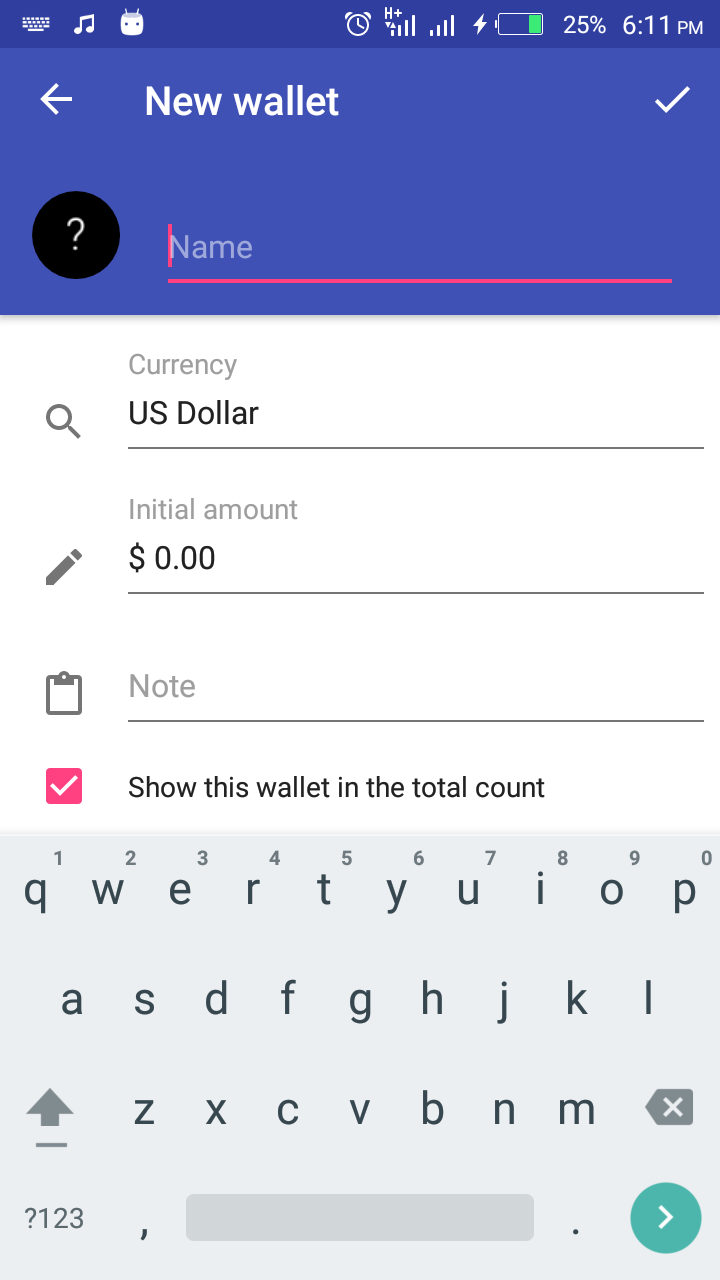 H+ 25% 6:11 PM
New wallet
?
Name
Currency
US Dollar
Initial amount
$ 0.00
Note
Show this wallet in the total count
1 2 3 4 5 6 7 8 9 0
q w e r t y u i o p
a s d f g h j k l
z x c v b n m
?123 , .